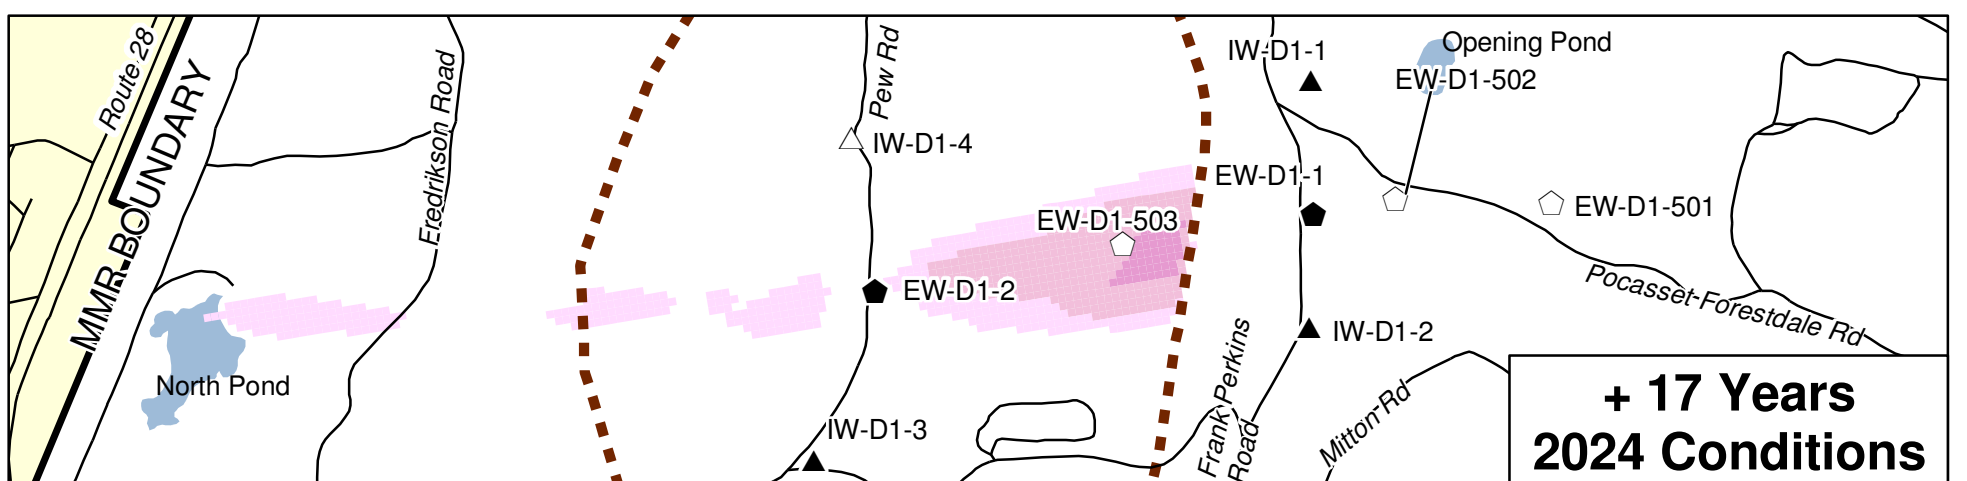 Route 28
MMR BOUNDARY
Fredrikson Road
North Pond
Pew Rd
IW-D1-4
EW-D1-2
IW-D1-3
EW-D1-503
IW-D1-1
EW-D1-1
Opening Pond
EW-D1-502
EW-D1-501
IW-D1-2
Pocasset-Forestdale Rd
Frank Perkins
Road
Mitton Rd
+ 17 Years
2024 Conditions